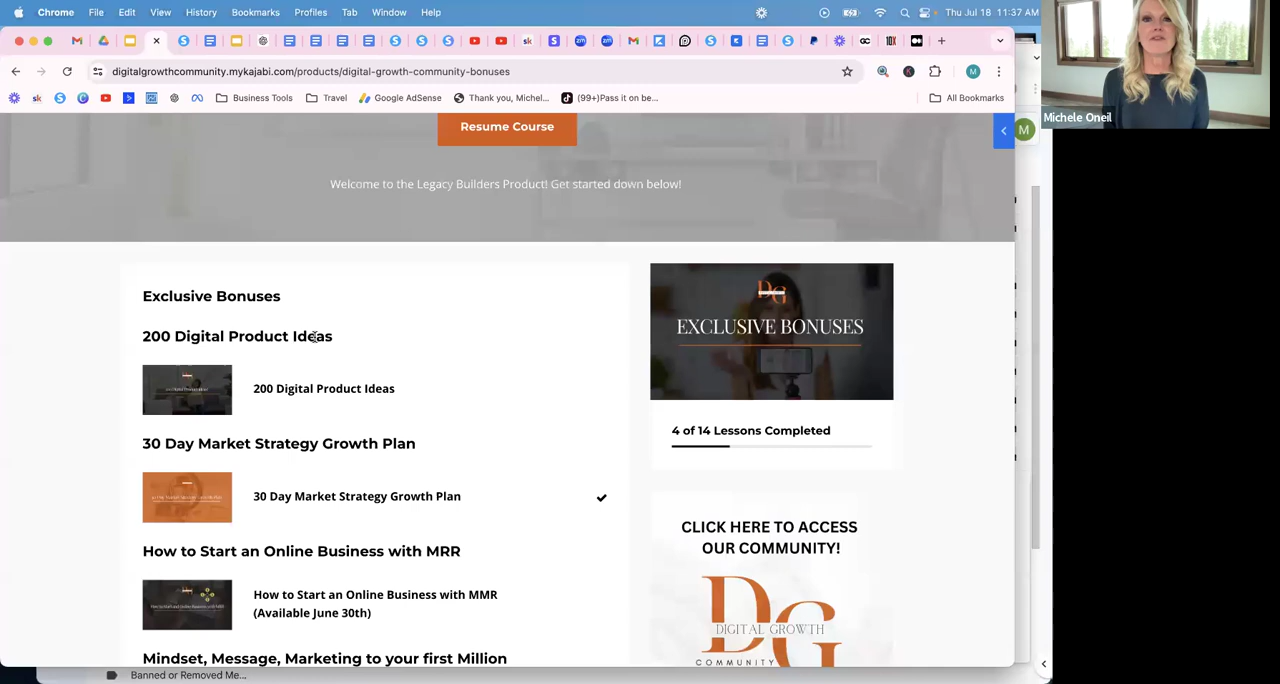 Chrome File Edit View History Bookmarks Profiles Tab Window Help
Thu Jul 18 11:37 AM
digitalgrowthcommunity.mykajabi.com/products/digital-growth-community-bonuses
Business Tools
Travel
Google AdSense
Thank you, Michel...
(99+)Pass it on be...
All Bookmarks
Michele Oneil
Resume Course
M
Welcome to the Legacy Builders Product! Get started down below!
Exclusive Bonuses
200 Digital Product Ideas
200 Digital Product Ideas
30 Day Market Strategy Growth Plan
30 Day Market Strategy Growth Plan
How to Start an Online Business with MRR
How to Start an Online Business with MMR
(Available June 30th)
Mindset, Message, Marketing to your first Million
DG
EXCLUSIVE BONUSES
4 of 14 Lessons Completed
CLICK HERE TO ACCESS
OUR COMMUNITY!
DG
DIGITAL GROWTH
COMMUNITY
Banned or Removed Me...